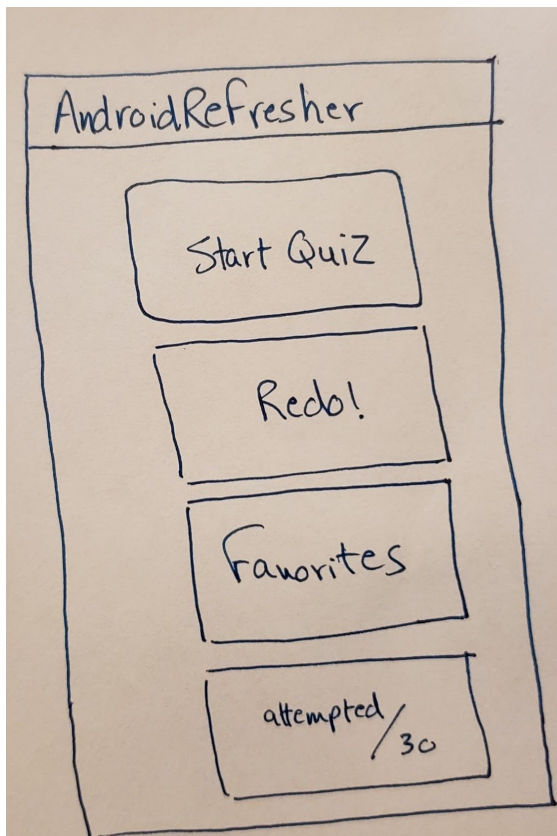 AndroidRefresher
Start Quiz
Redo!
Favorites
attempted/30